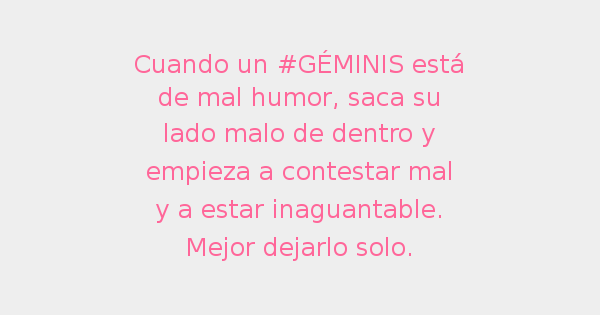 Cuando un #GÉMINIS está
de mal humor, saca su
lado malo de dentro y
empieza a contestar mal
y a estar inaguantable.
Mejor dejarlo solo.